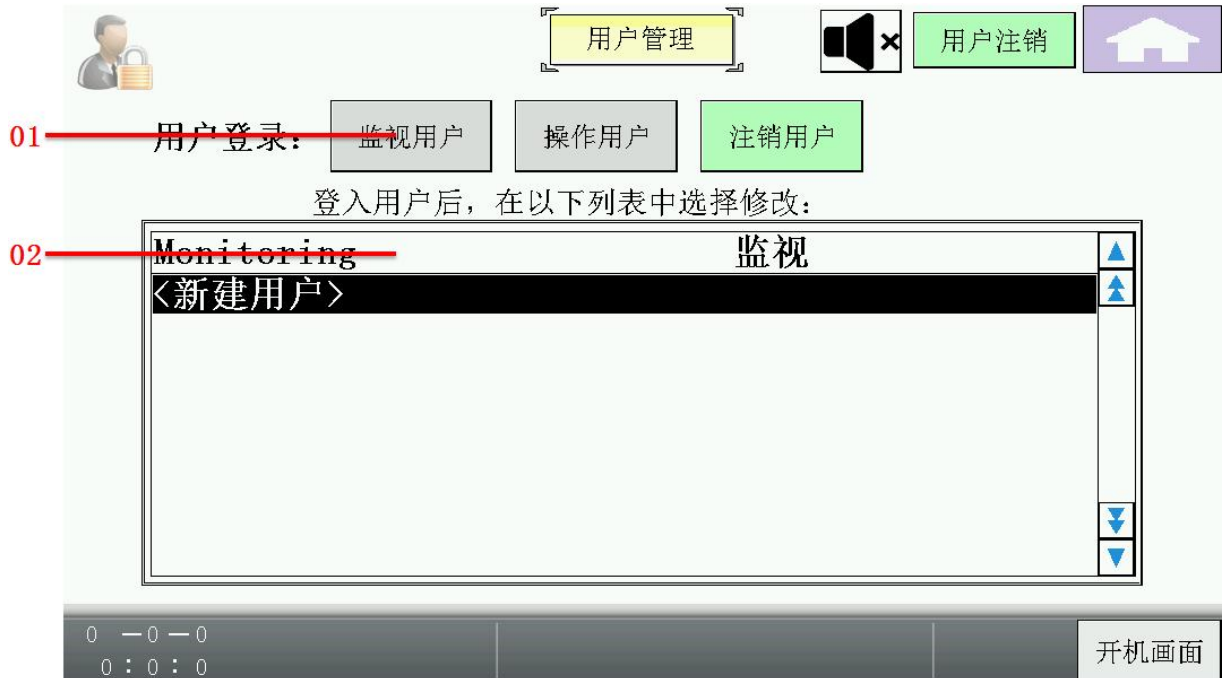 用户管理
用户注销
01 用户登录: 监视用户 操作用户 注销用户
登入用户后, 在以下列表中选择修改:
02 Monitoring 监视
<新建用户>
0 －0－0
0:0:0
开机画面